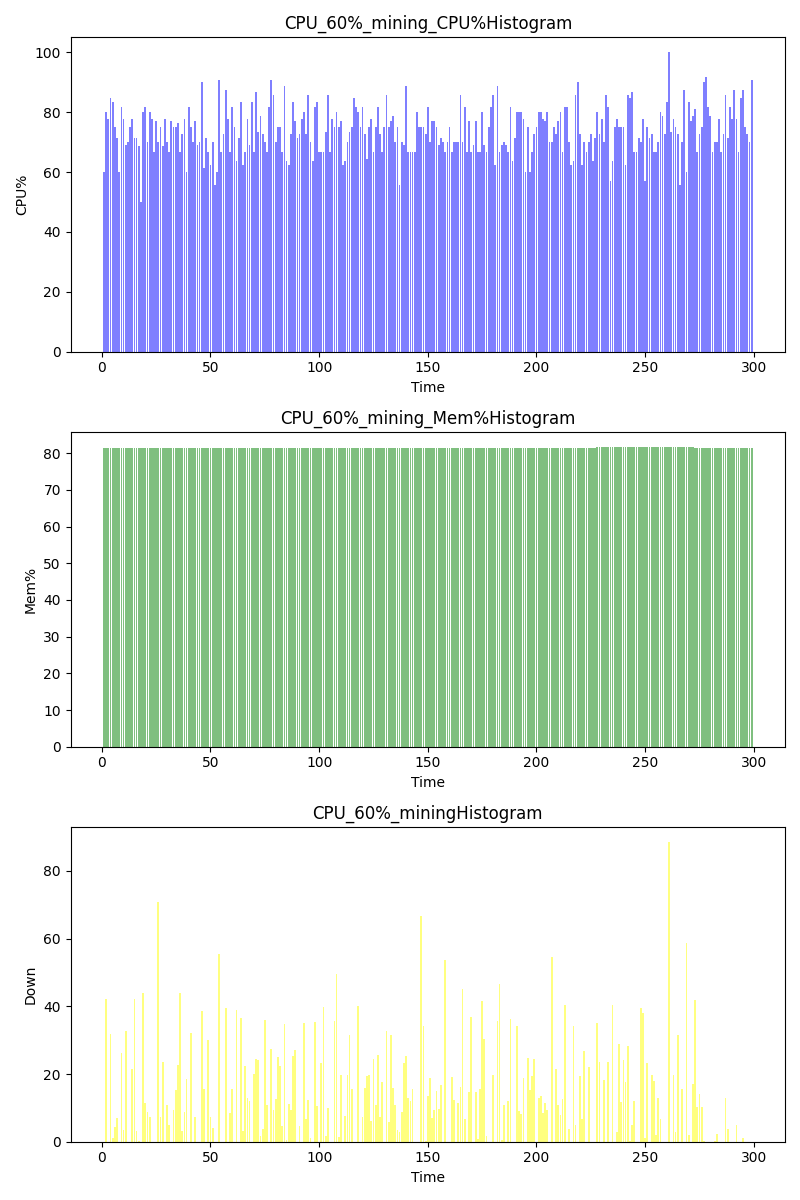 CPU_60%_mining_CPU%Histogram
100
80
60
40
20
0
CPU%
0 50 100 150 200 250 300
Time
CPU_60%_mining_Mem%Histogram
80
70
60
50
40
30
20
10
0
Mem%
0 50 100 150 200 250 300
Time
CPU_60%_miningHistogram
80
60
40
20
0
Down
0 50 100 150 200 250 300
Time